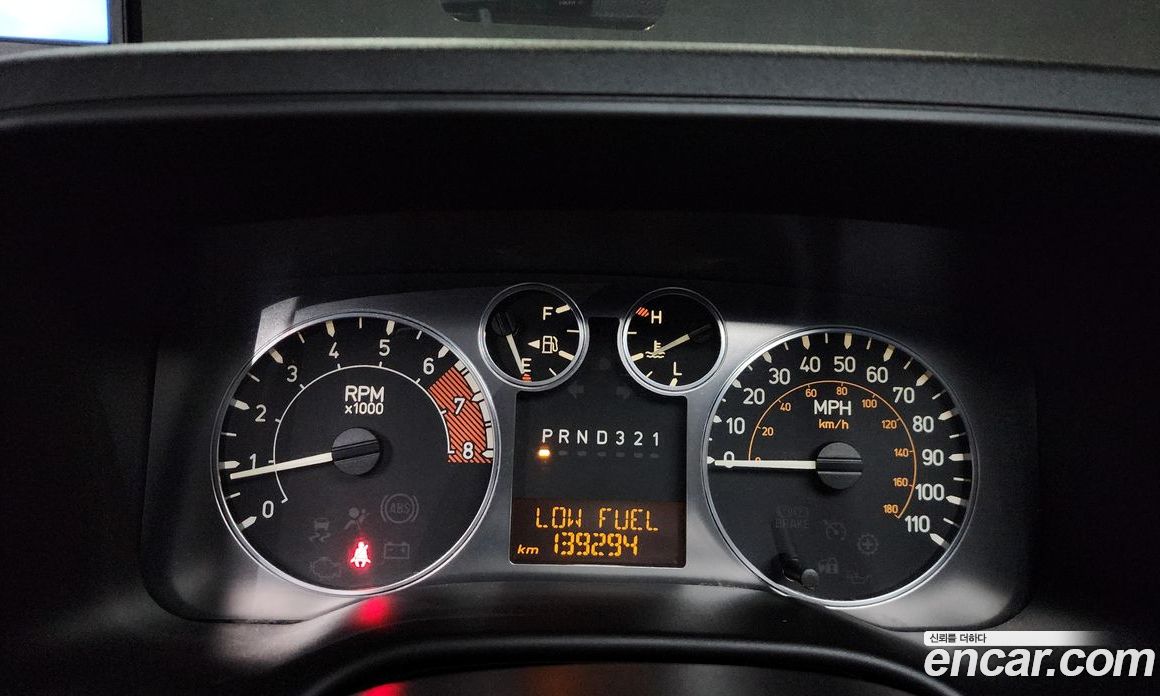 F
E
H
L
RPM
x1000
0
1
2
3
4
5
6
7
8
PRND321
LOW FUEL
km 139294
MPH
km/h
0
10
20
30
40
50
60
70
80
90
100
110
0
20
40
60
80
100
120
140
160
180
ABS
BRAKE
신뢰를 더하다
encar.com